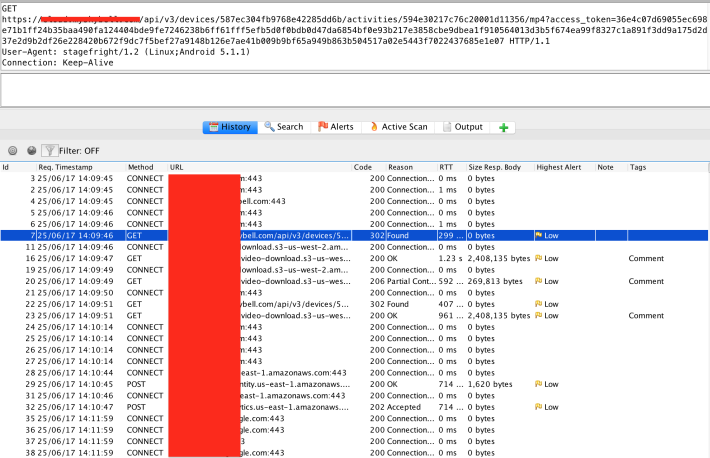 GET
https:// /api/v3/devices/587ec304fb9768e42285dd6b/activities/594e30217c76c20001d11356/mp4?access_token=36e4c07d69055ec698
e71b1ff24b35baa490fa124404bde9fe7246238b6ff61fff5efb5d0f0bdb0d47da6854bf0e93b217e3858cbe9dbea1f910564013d3b5f674ea99f8327c1a891f3dd9a175d2d
37e2d9b2df26e228420b672f9dc7f5bef27a9148b126e7ae41b009b9bf65a949b863b504517a02e5443f7022437685e1e07 HTTP/1.1
User-Agent: stagefright/1.2 (Linux;Android 5.1.1)
Connection: Keep-Alive
History Search Alerts Active Scan Output
Filter: OFF
Id Req. Timestamp Method URL Code Reason RTT Size Resp. Body Highest Alert Note Tags
3 25/06/17 14:09:45 CONNECT m:443 200 Connection... 0 ms 0 bytes
2 25/06/17 14:09:45 CONNECT m:443 200 Connection... 1 ms 0 bytes
4 25/06/17 14:09:45 CONNECT bell.com:443 200 Connection... 0 ms 0 bytes
5 25/06/17 14:09:46 CONNECT m:443 200 Connection... 0 ms 0 bytes
6 25/06/17 14:09:46 CONNECT m:443 200 Connection... 1 ms 0 bytes
7 25/06/17 14:09:46 GET ybell.com/api/v3/devices/5... 302 Found 299 ... 0 bytes Low
11 25/06/17 14:09:46 CONNECT ownload.s3-us-west-2.am... 200 Connection... 0 ms 0 bytes
16 25/06/17 14:09:47 GET video-download.s3-us-wes... 200 OK 1.23 s 2,408,135 bytes Low Comment
19 25/06/17 14:09:49 CONNECT ownload.s3-us-west-2.am... 200 Connection... 0 ms 0 bytes
20 25/06/17 14:09:49 GET video-download.s3-us-wes... 206 Partial Cont... 592 ... 269,813 bytes Low Comment
21 25/06/17 14:09:50 CONNECT m:443 200 Connection... 0 ms 0 bytes
22 25/06/17 14:09:51 GET bell.com/api/v3/devices/5... 302 Found 407 ... 0 bytes Low
23 25/06/17 14:09:51 GET video-download.s3-us-wes... 200 OK 961 ... 2,408,135 bytes Low Comment
24 25/06/17 14:10:14 CONNECT m:443 200 Connection... 0 ms 0 bytes
25 25/06/17 14:10:14 CONNECT m:443 200 Connection... 0 ms 0 bytes
26 25/06/17 14:10:14 CONNECT m:443 200 Connection... 0 ms 0 bytes
27 25/06/17 14:10:14 CONNECT m:443 200 Connection... 0 ms 0 bytes
28 25/06/17 14:10:44 CONNECT east-1.amazonaws.com:443 200 Connection... 0 ms 0 bytes
29 25/06/17 14:10:45 POST ntity.us-east-1.amazonaws.... 200 OK 714 ... 1,620 bytes Low
31 25/06/17 14:10:46 CONNECT east-1.amazonaws.com:443 200 Connection... 0 ms 0 bytes
32 25/06/17 14:10:47 POST ytics.us-east-1.amazonaws.... 202 Accepted 714 ... 0 bytes Low
35 25/06/17 14:11:59 CONNECT gle.com:443 200 Connection... 0 ms 0 bytes
36 25/06/17 14:11:59 CONNECT gle.com:443 200 Connection... 0 ms 0 bytes
37 25/06/17 14:11:59 CONNECT 3 200 Connection... 0 ms 0 bytes
38 25/06/17 14:11:59 CONNECT gle.com:443 200 Connection... 0 ms 0 bytes